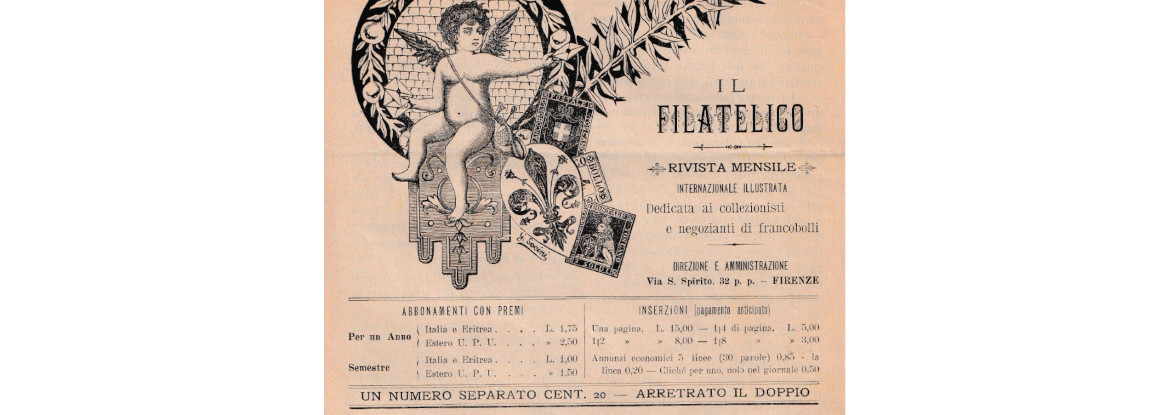 IL
FILATELICO
RIVISTA MENSILE
INTERNAZIONALE ILLUSTRATA
Dedicata ai collezionisti
e negozianti di francobolli
DIREZIONE E AMMINISTRAZIONE
Via S. Spirito, 32 p. p. – FIRENZE
BOLLO
SOLDI
G. Socini
ABBONAMENTI CON PREMI
Per un Anno
Italia e Eritrea . . . . L. 1,75
Estero U. P. U. . . . » 2,50
Semestre
Italia e Eritrea . . . . L. 1,00
Estero U. P. U. . . . » 1,50
INSERZIONI (pagamento anticipato)
Una pagina, L. 15,00 — 1|4 di pagina, L. 5,00
1|2 » » 8,00 — 1|8 » » 3,00
Annunzi economici 5 linee (30 parole) 0,85 - la
linea 0,20 — Cliché per uno, nolo nel giornale 0,50
UN NUMERO SEPARATO CENT. 20 — ARRETRATO IL DOPPIO